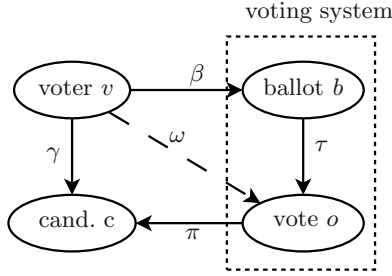 voting system
voter v
β
ballot b
γ
ω
τ
cand. c
π
vote o